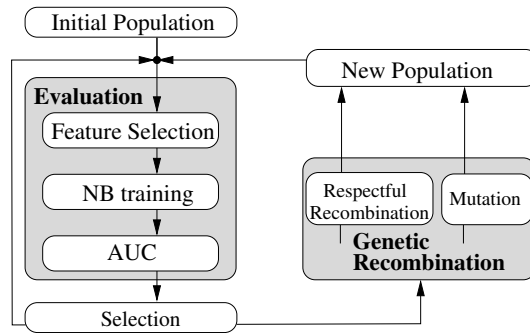 Initial Population
New Population
Evaluation
Feature Selection
NB training
AUC
Selection
Respectful
Recombination
Mutation
Genetic
Recombination